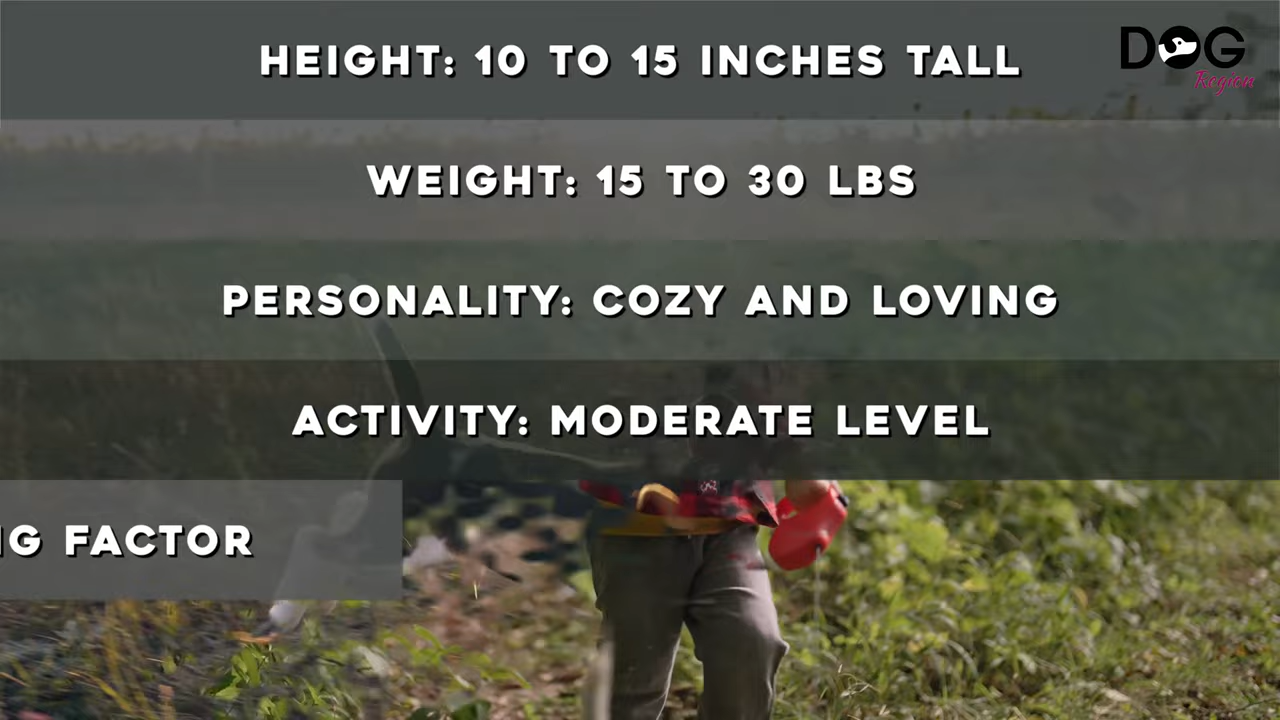 HEIGHT: 10 TO 15 INCHES TALL
DOG
Region
WEIGHT: 15 TO 30 LBS
PERSONALITY: COZY AND LOVING
ACTIVITY: MODERATE LEVEL
FACTOR